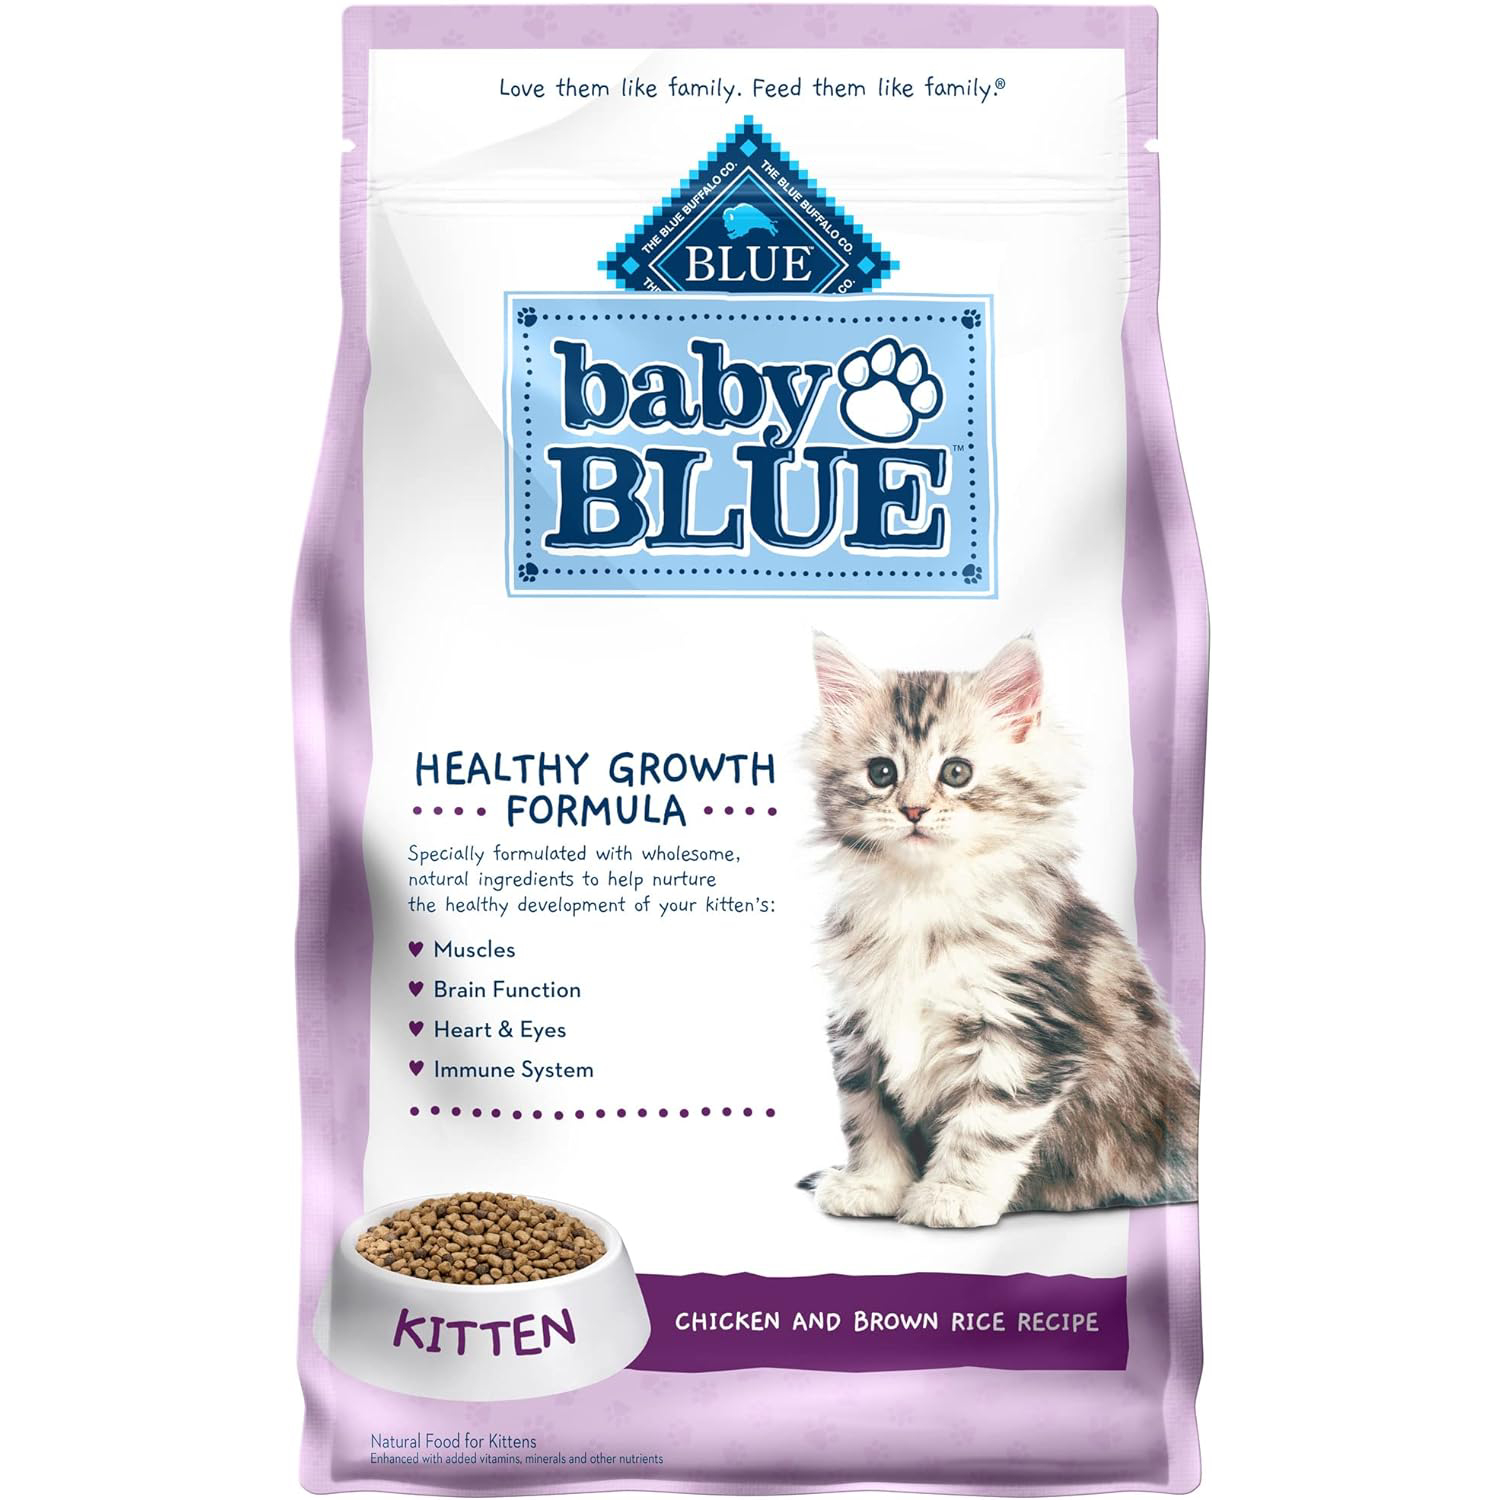 Love them like family. Feed them like family.®
THE BLUE BUFFALO CO. THE BLUE BUFFALO CO.
BLUE™
CO.
baby
BLUE™
HEALTHY GROWTH
FORMULA
Specially formulated with wholesome,
natural ingredients to help nurture
the healthy development of your kitten's:
Muscles
Brain Function
Heart & Eyes
Immune System
KITTEN
CHICKEN AND BROWN RICE RECIPE
Natural Food for Kittens
Enhanced with added vitamins, minerals and other nutrients